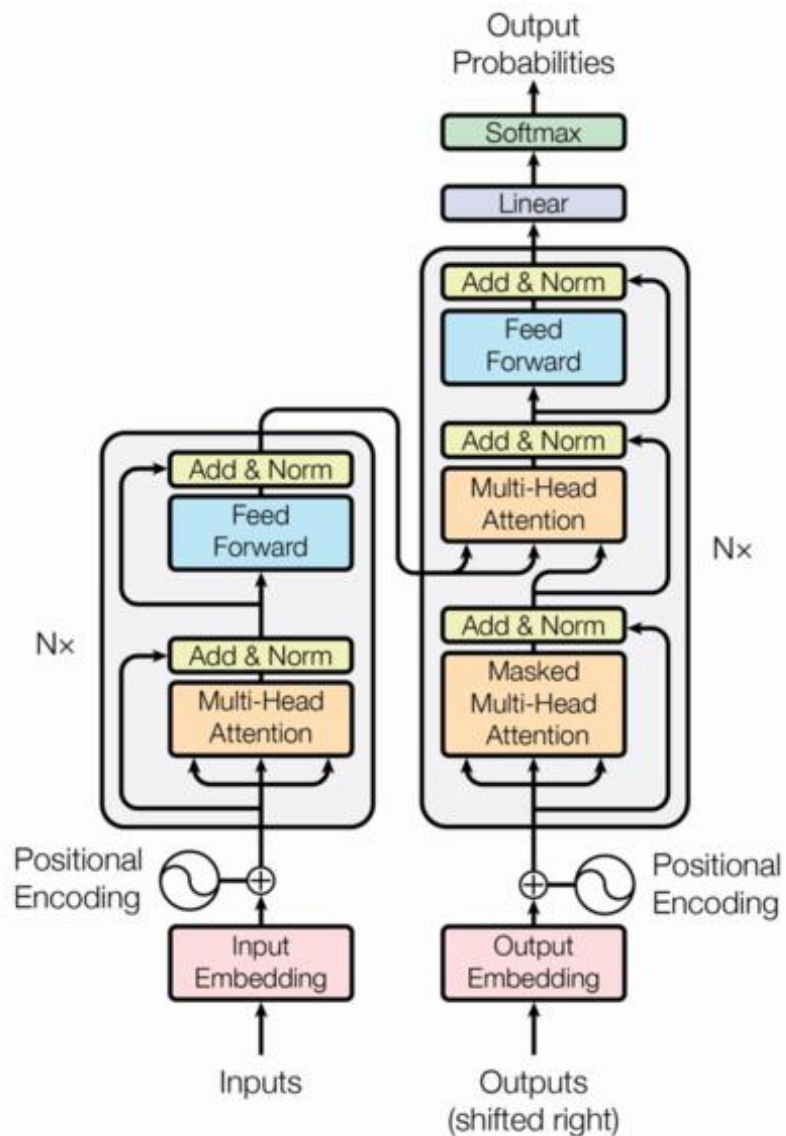 Output
Probabilities
Softmax
Linear
Add & Norm
Feed
Forward
Add & Norm
Multi-Head
Attention
Add & Norm
Masked
Multi-Head
Attention
N×
Add & Norm
Feed
Forward
Add & Norm
Multi-Head
Attention
N×
Positional
Encoding
Positional
Encoding
Input
Embedding
Output
Embedding
Inputs
Outputs
(shifted right)